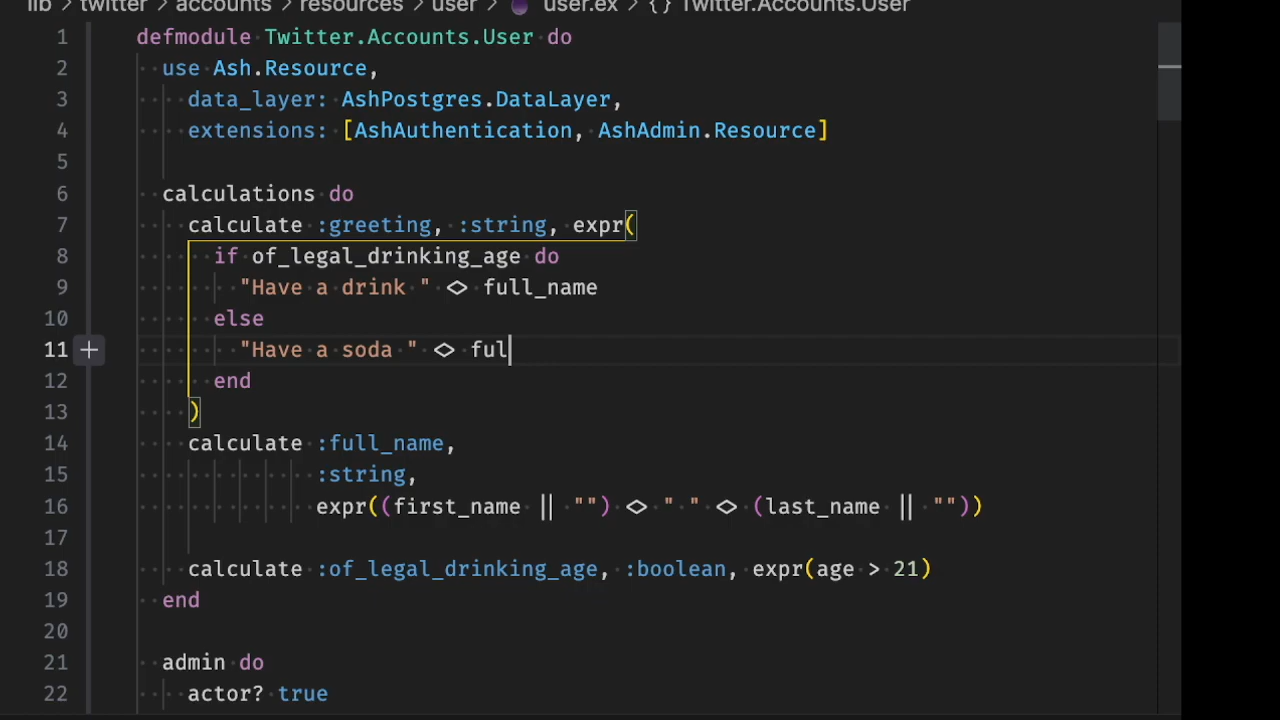 lib > twitter > accounts > resources > user > user.ex > {} Twitter.Accounts.User
1 defmodule Twitter.Accounts.User do
2 use Ash.Resource,
3 data_layer: AshPostgres.DataLayer,
4 extensions: [AshAuthentication, AshAdmin.Resource]
5
6 calculations do
7 calculate :greeting, :string, expr(
8 if of_legal_drinking_age do
9 "Have a drink " <> full_name
10 else
11 "Have a soda " <> ful
12 end
13 )
14 calculate :full_name,
15 :string,
16 expr((first_name || "") <> " " <> (last_name || ""))
17
18 calculate :of_legal_drinking_age, :boolean, expr(age > 21)
19 end
20
21 admin do
22 actor? true